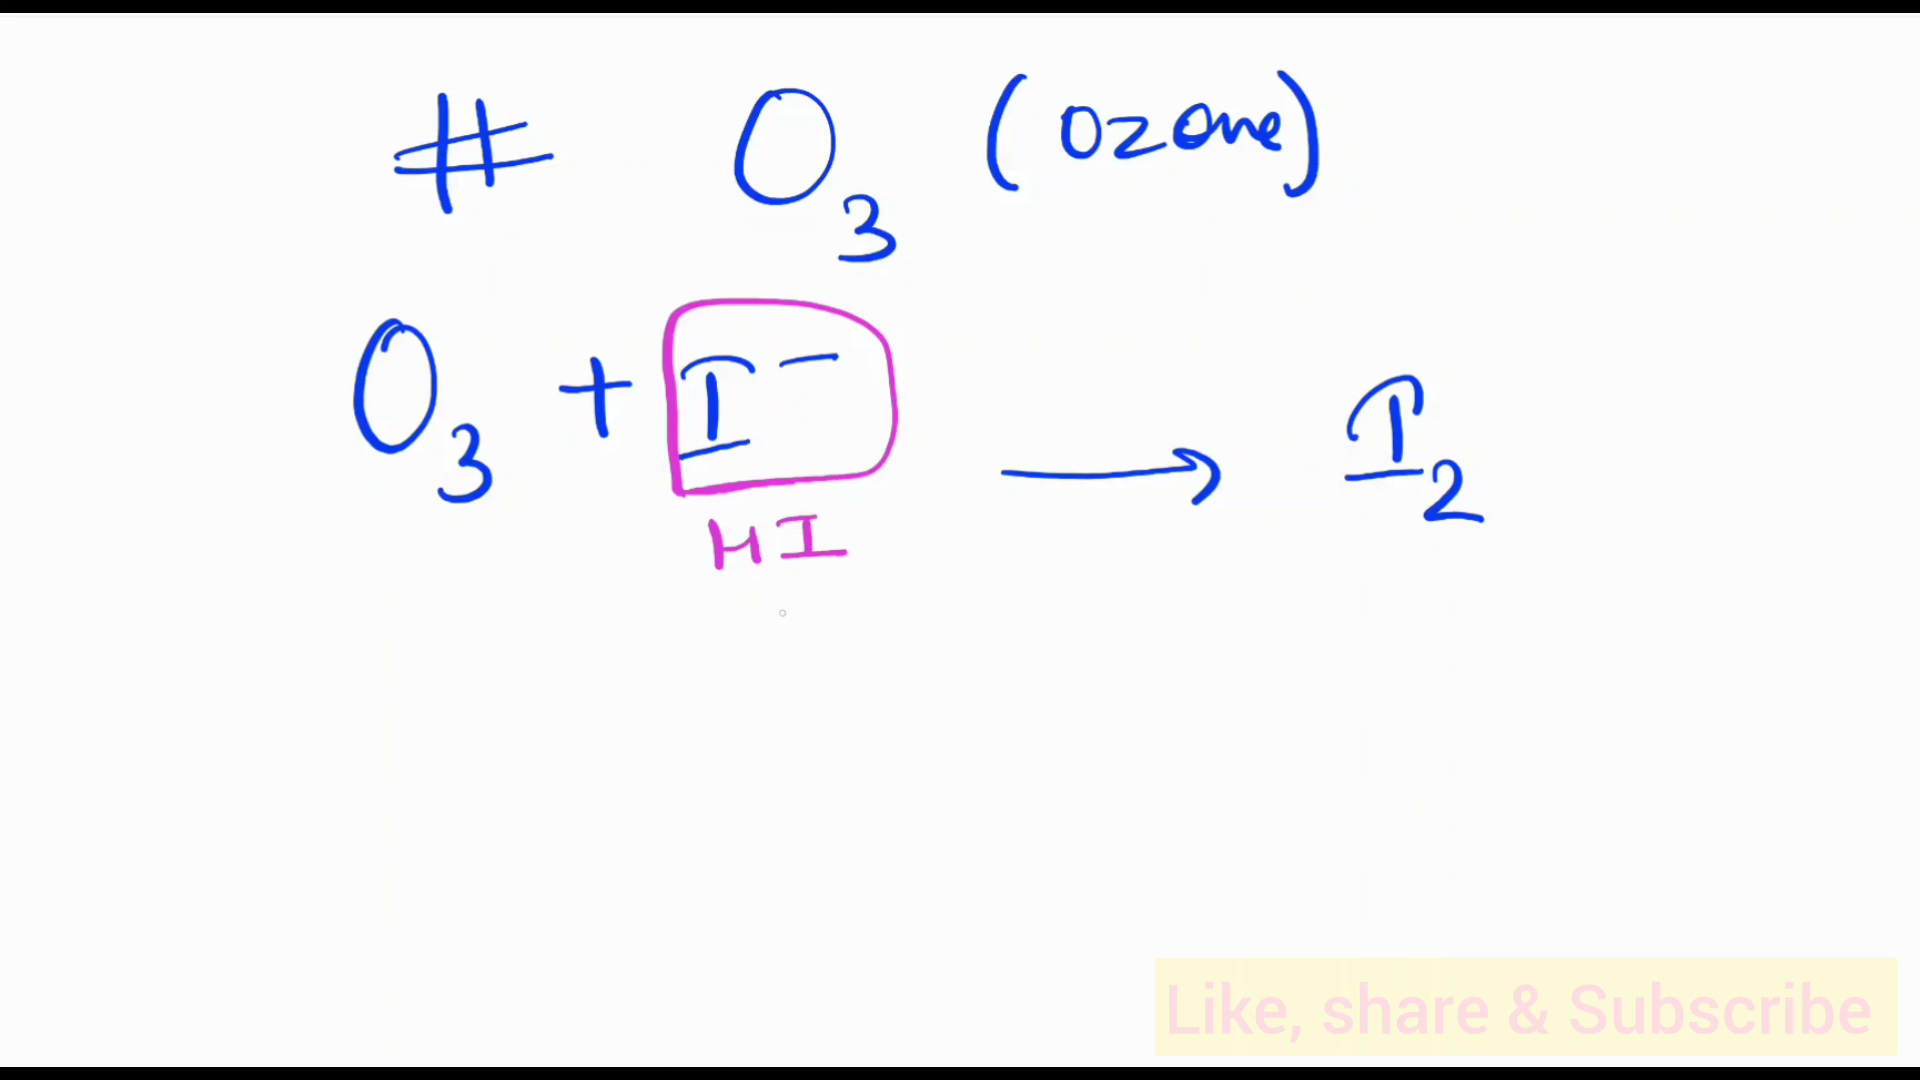 # O₃ (Ozone)
O₃ + I⁻ → I₂
HI
Like, share & Subscribe